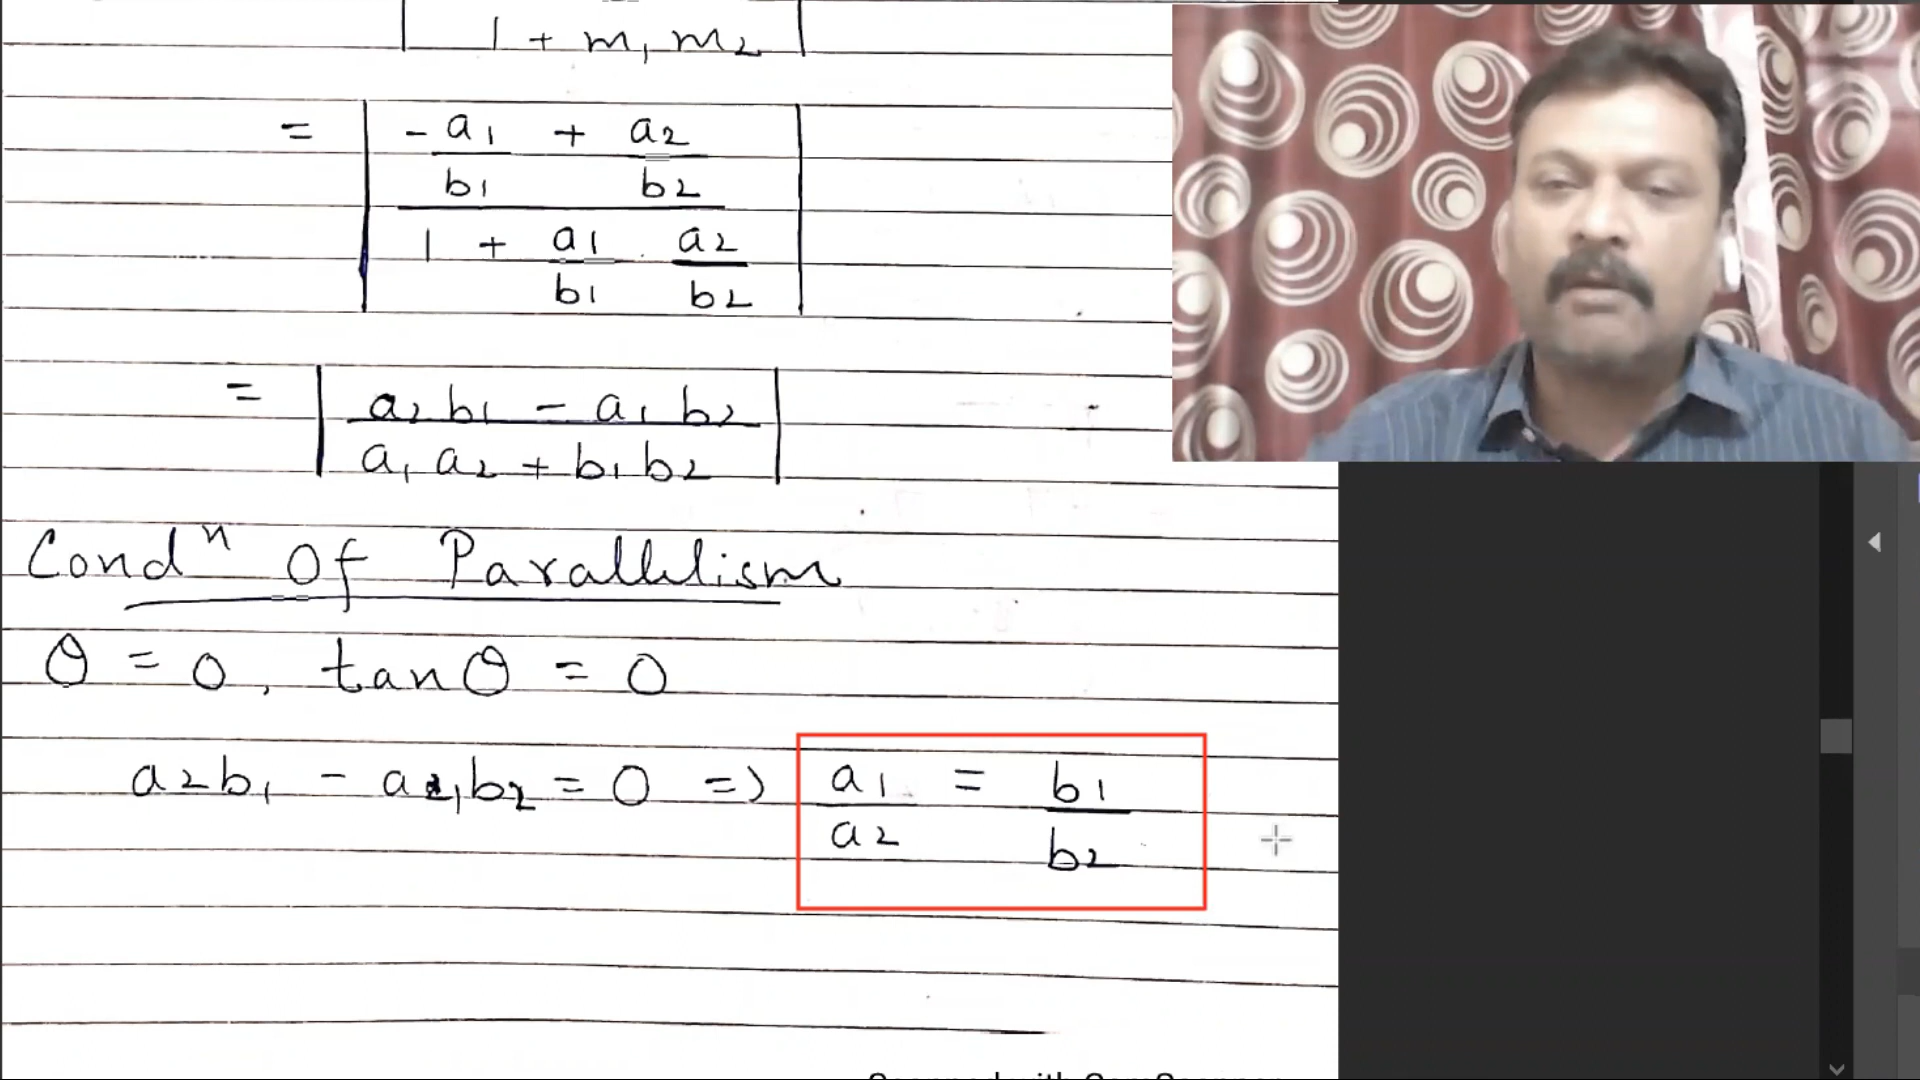 1 + m₁ m₂
= | (-a₁/b₁ + a₂/b₂) / (1 + a₁/b₁ · a₂/b₂) |
= | (a₂b₁ - a₁b₂) / (a₁a₂ + b₁b₂) |
Condⁿ Of Parallelism
θ = 0, tanθ = 0
a₂b₁ - a₁b₂ = 0 => a₁/a₂ = b₁/b₂